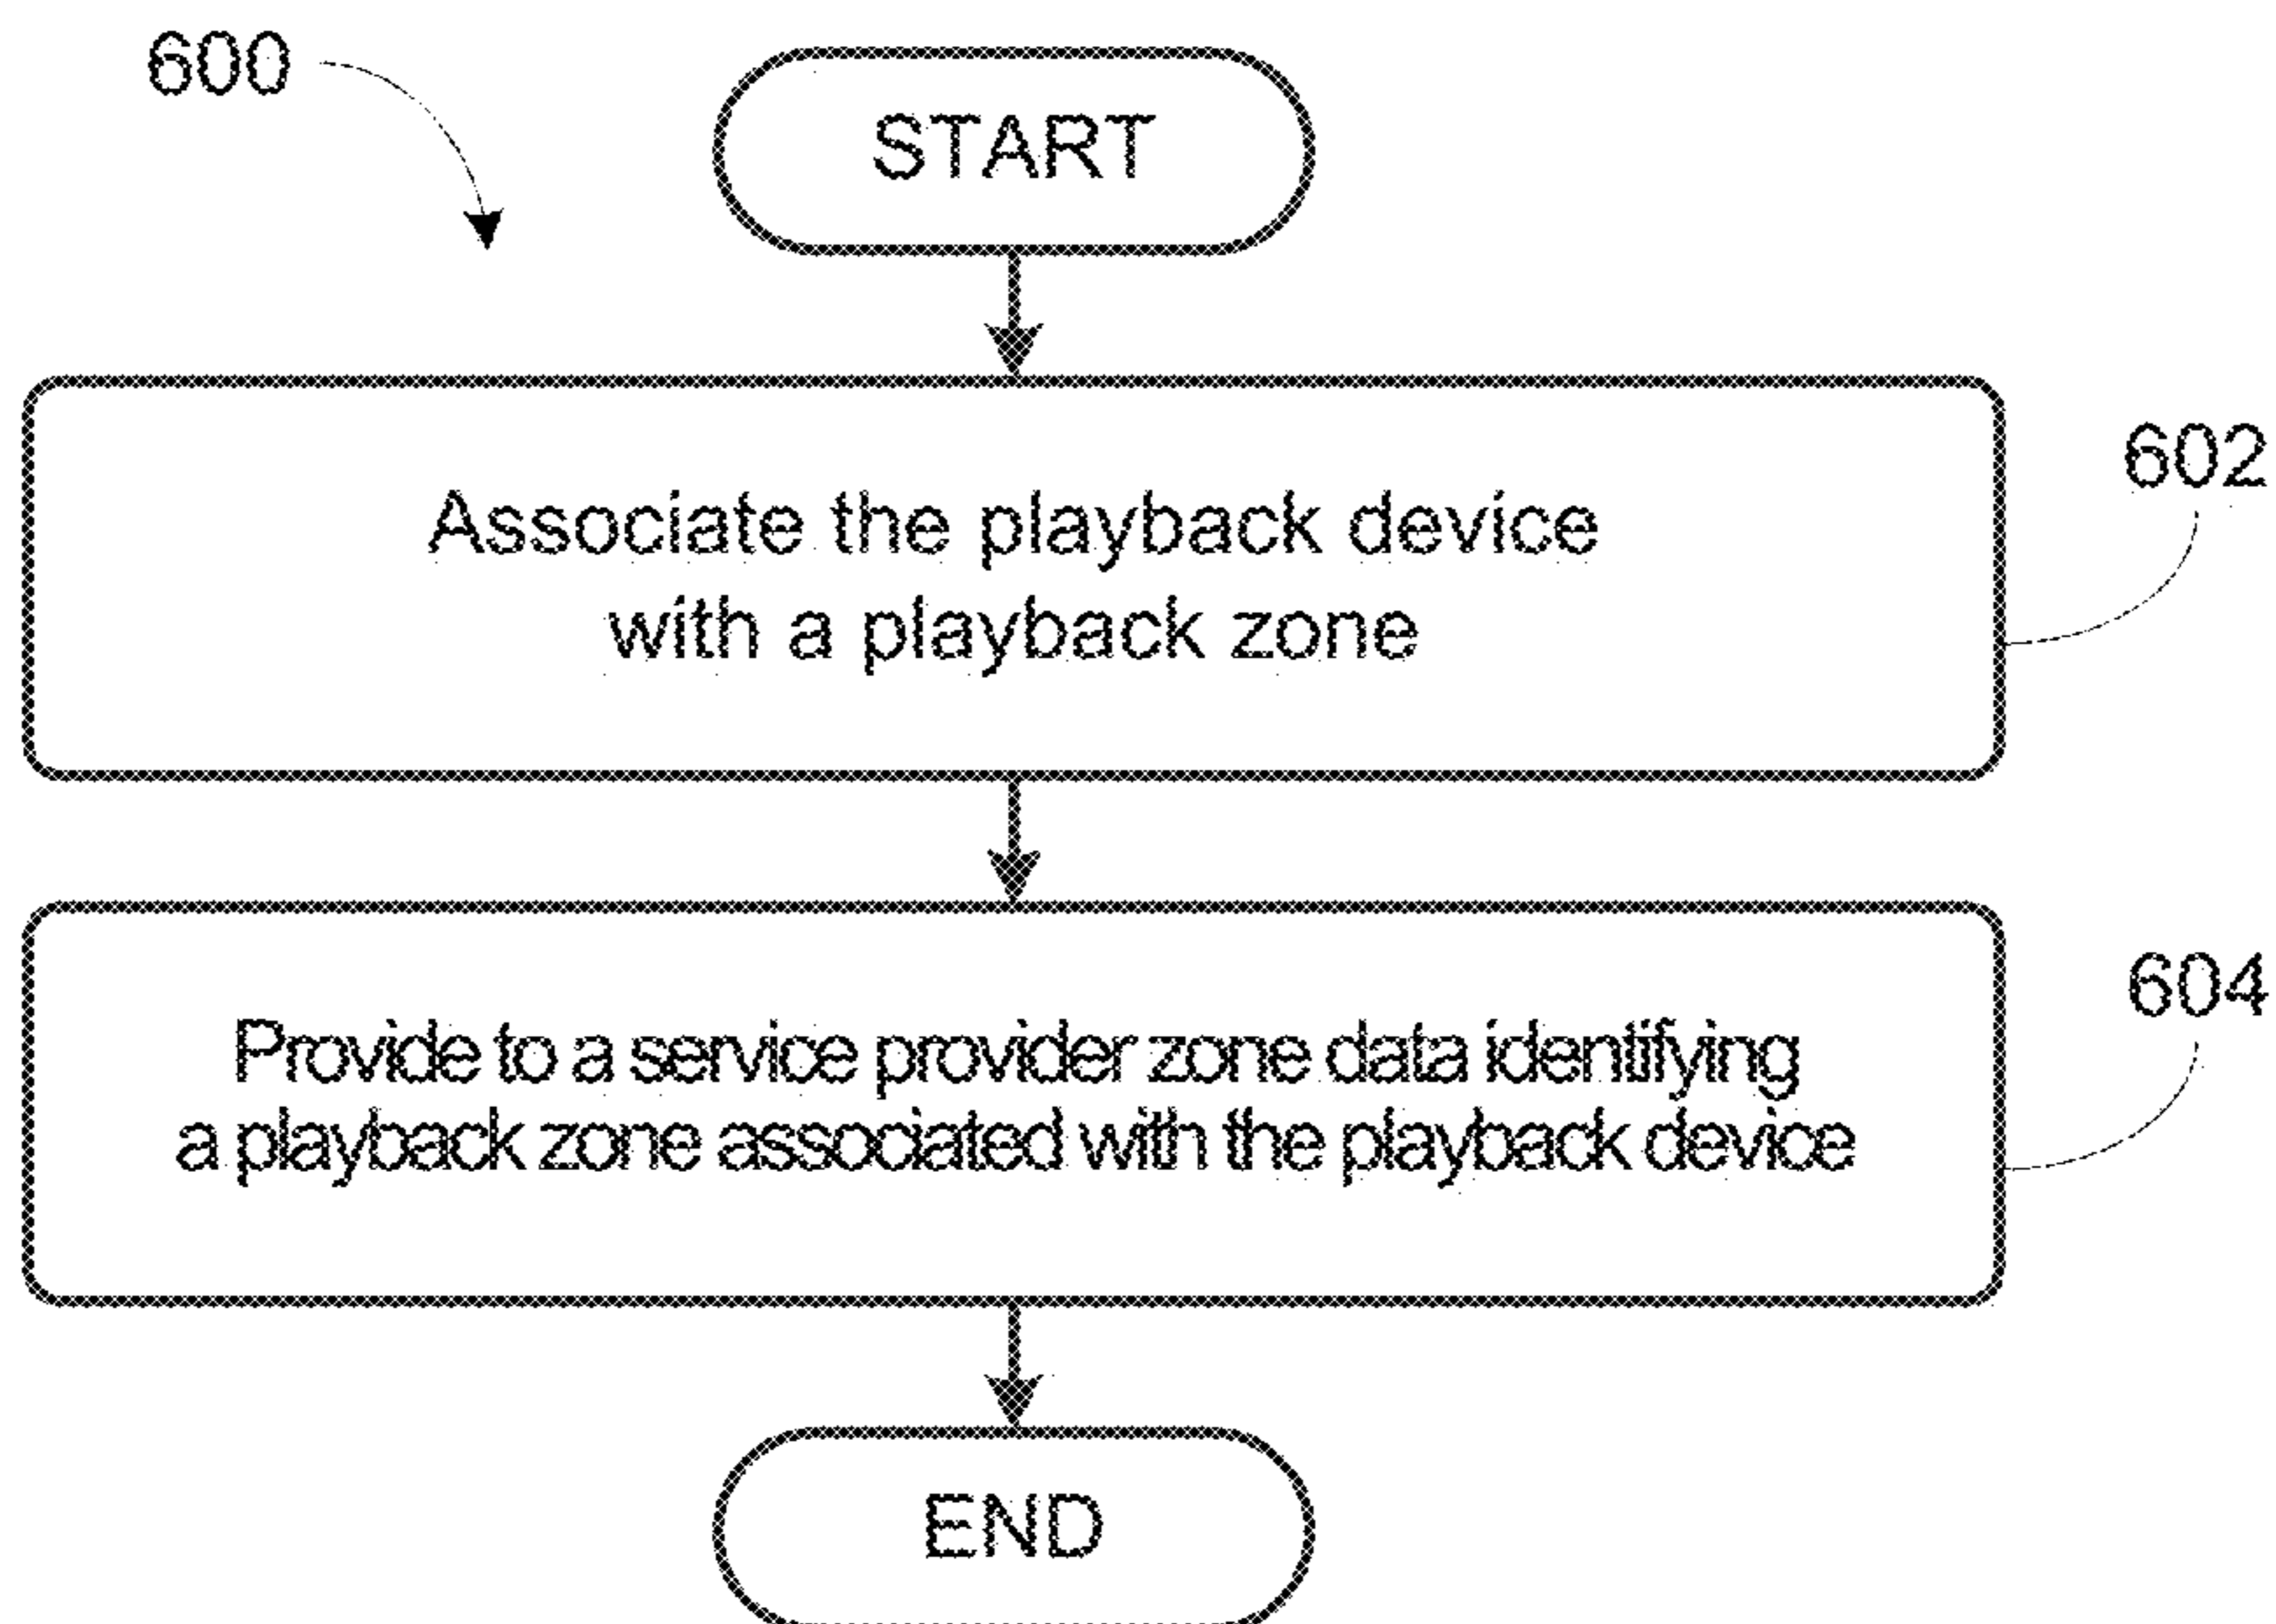 600
START
602
Associate the playback device
with a playback zone
604
Provide to a service provider zone data identifying
a playback zone associated with the playback device
END